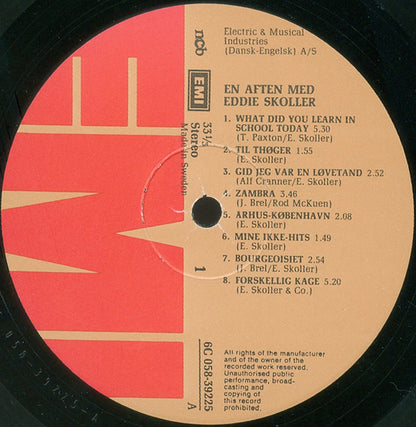 Electric & Musical
Industries
(Dansk-Engelsk) A/S
ncb
EMI
33⅓
Stereo
Made in Sweden
1
EN AFTEN MED
EDDIE SKOLLER
1. WHAT DID YOU LEARN IN
SCHOOL TODAY 5.30
(T. Paxton/E. Skoller)
2. TIL THØGER 1.55
(E. Skoller)
3. GID JEG VAR EN LØVETAND 2.52
(Alf Cranner/E. Skoller)
4. ZAMBRA 3.46
(J. Brel/Rod McKuen)
5. ARHUS-KØBENHAVN 2.08
(E. Skoller)
6. MINE IKKE-HITS 1.49
(E. Skoller)
7. BOURGEOISIET 2.54
(J. Brel/E. Skoller)
8. FORSKELLIG KAGE 5.20
(E. Skoller & Co.)
6C 058-39225
A
All rights of the manufacturer
and of the owner of the
recorded work reserved.
Unauthorised public
performance, broad-
casting and
copying of
this record
prohibited.
EMI